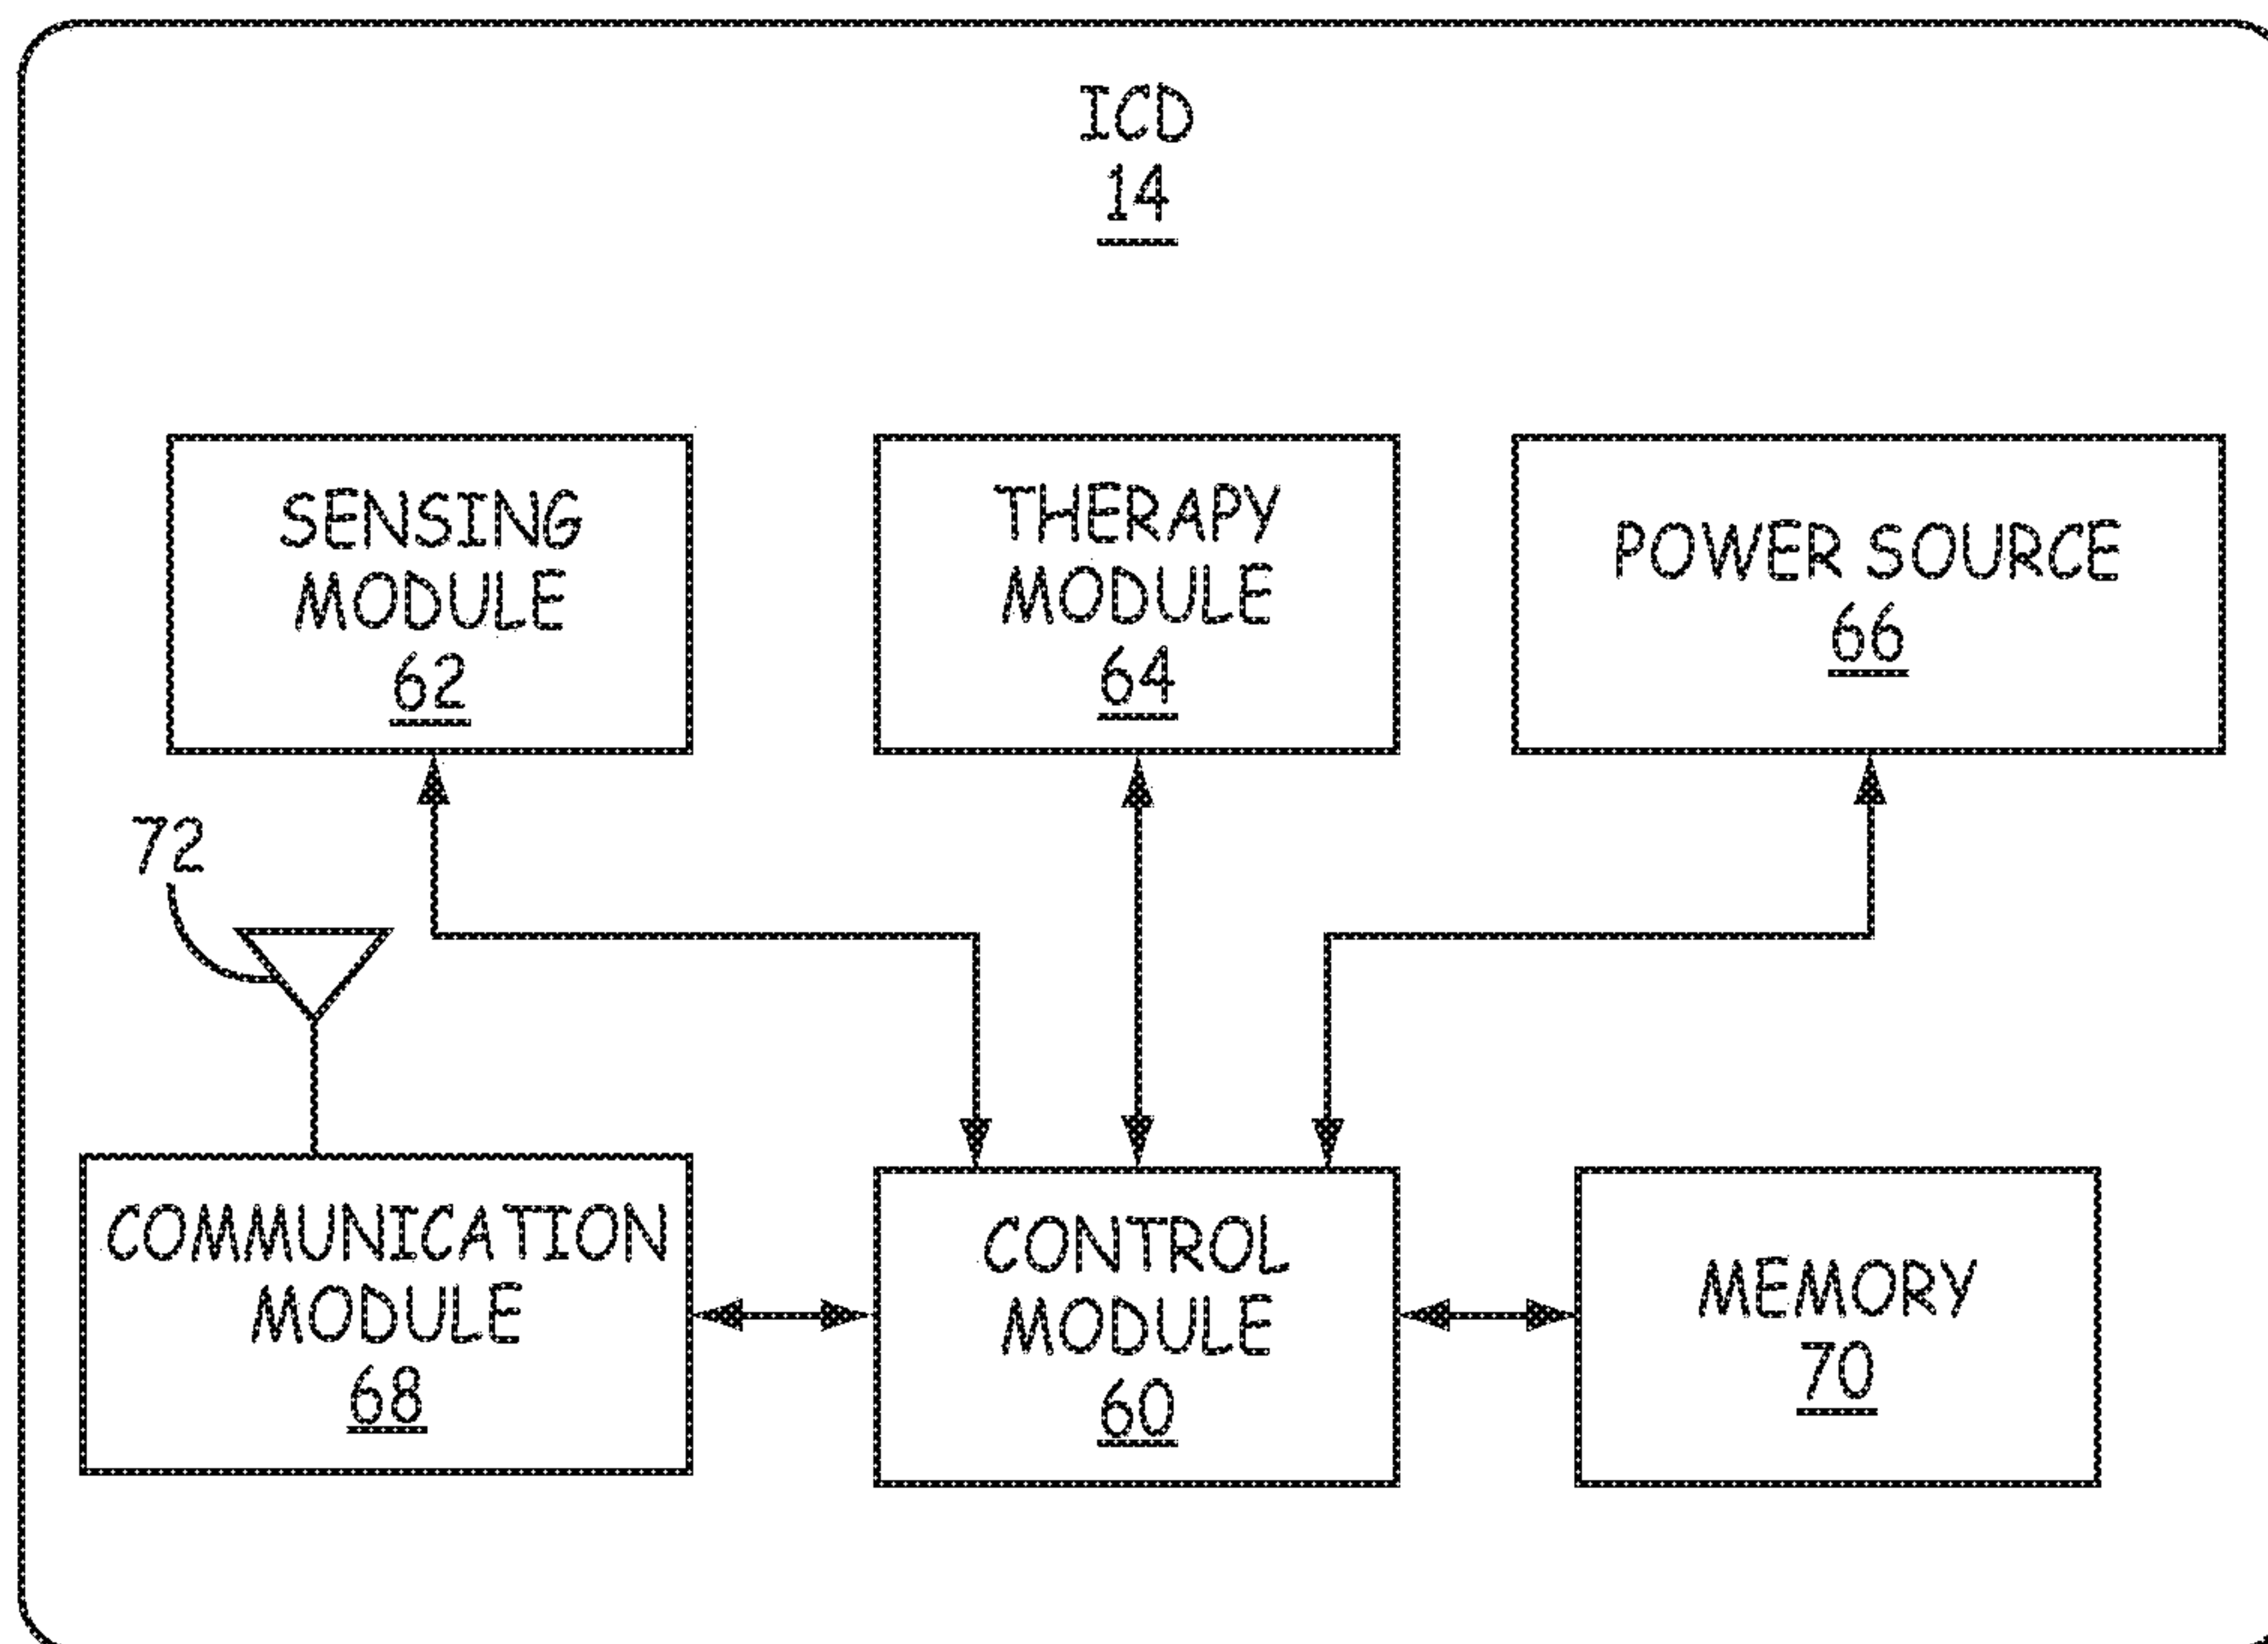 ICD
14
SENSING
MODULE
62
THERAPY
MODULE
64
POWER SOURCE
66
72
COMMUNICATION
MODULE
68
CONTROL
MODULE
60
MEMORY
70